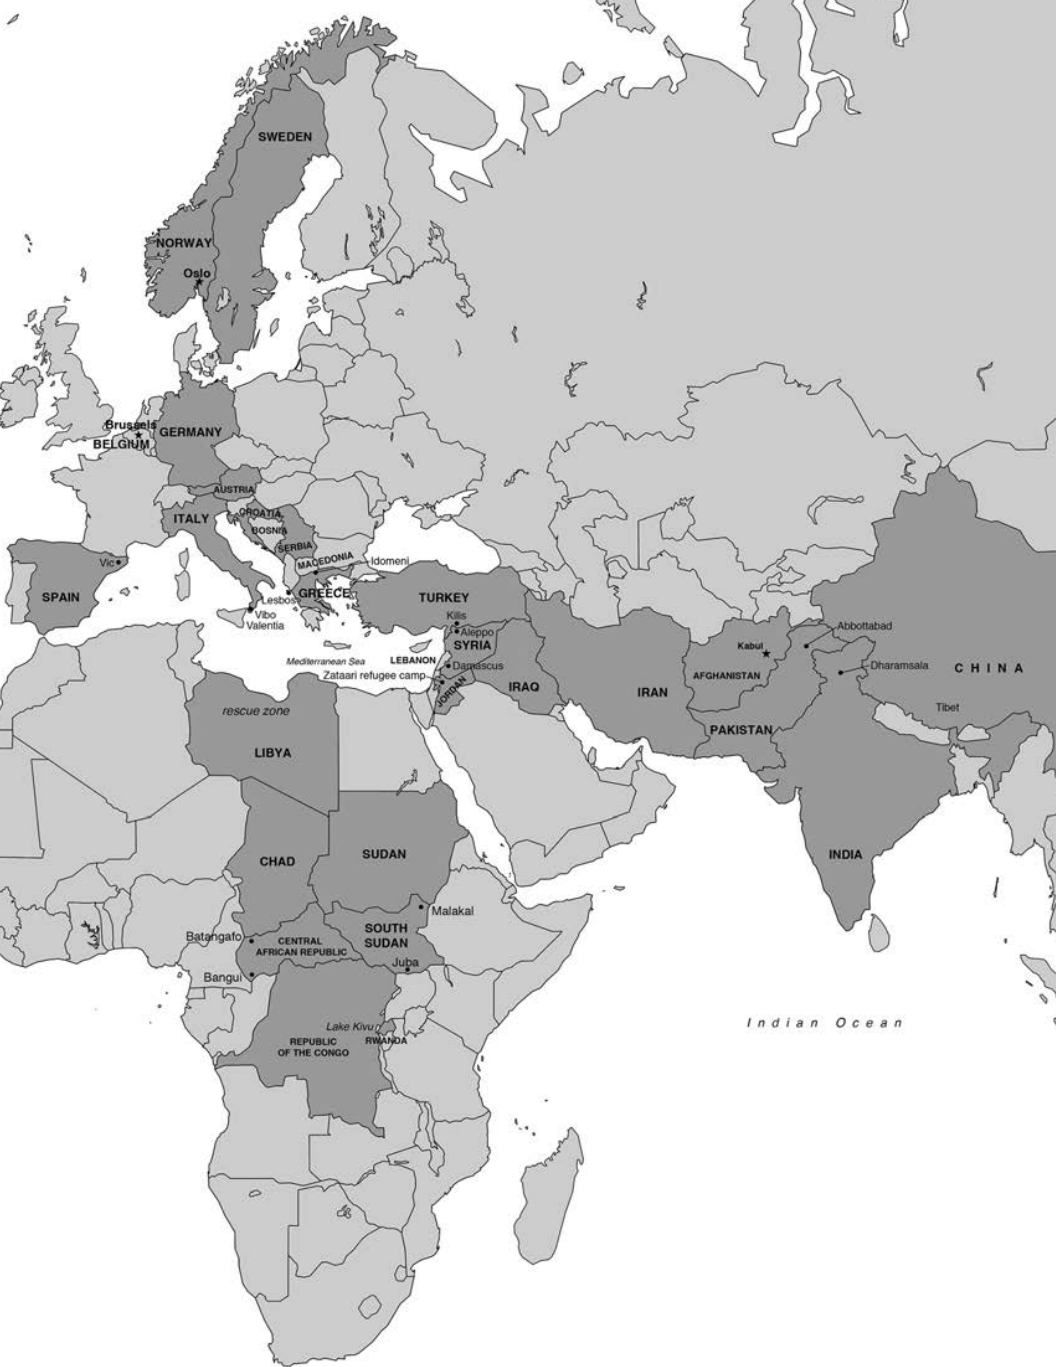 SWEDEN
NORWAY
Oslo
Brussels
BELGIUM
GERMANY
AUSTRIA
ITALY
CROATIA
BOSNIA
SERBIA
MACEDONIA
Idomeni
Vic
SPAIN
GREECE
Lesbos
Vibo
Valentia
TURKEY
Kilis
Aleppo
SYRIA
Mediterranean Sea
LEBANON
Damascus
Zataari refugee camp
JORDAN
IRAQ
IRAN
Kabul
AFGHANISTAN
Abbottabad
Dharamsala
CHINA
Tibet
PAKISTAN
rescue zone
LIBYA
INDIA
CHAD
SUDAN
Malakal
SOUTH
SUDAN
Batangafo
CENTRAL
AFRICAN REPUBLIC
Juba
Bangui
Lake Kivu
RWANDA
REPUBLIC
OF THE CONGO
Indian Ocean